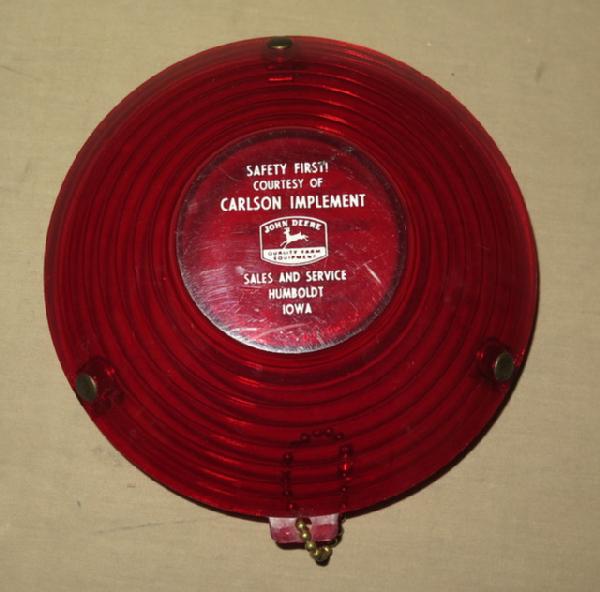 SAFETY FIRST!
COURTESY OF
CARLSON IMPLEMENT
JOHN DEERE
QUALITY FARM
EQUIPMENT
SALES AND SERVICE
HUMBOLDT
IOWA